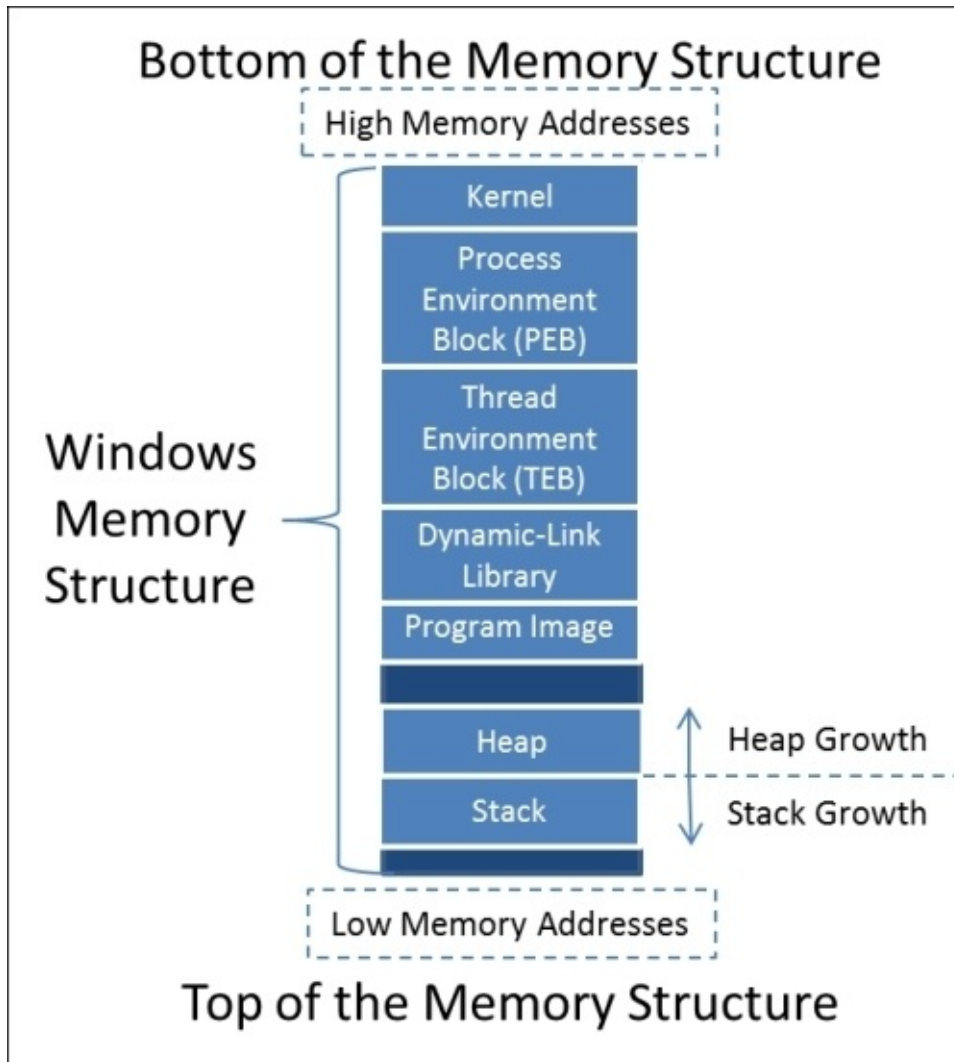 Bottom of the Memory Structure
High Memory Addresses
Kernel
Process
Environment
Block (PEB)
Thread
Environment
Block (TEB)
Windows
Memory
Structure
Dynamic-Link
Library
Program Image
Heap
Heap Growth
Stack
Stack Growth
Low Memory Addresses
Top of the Memory Structure